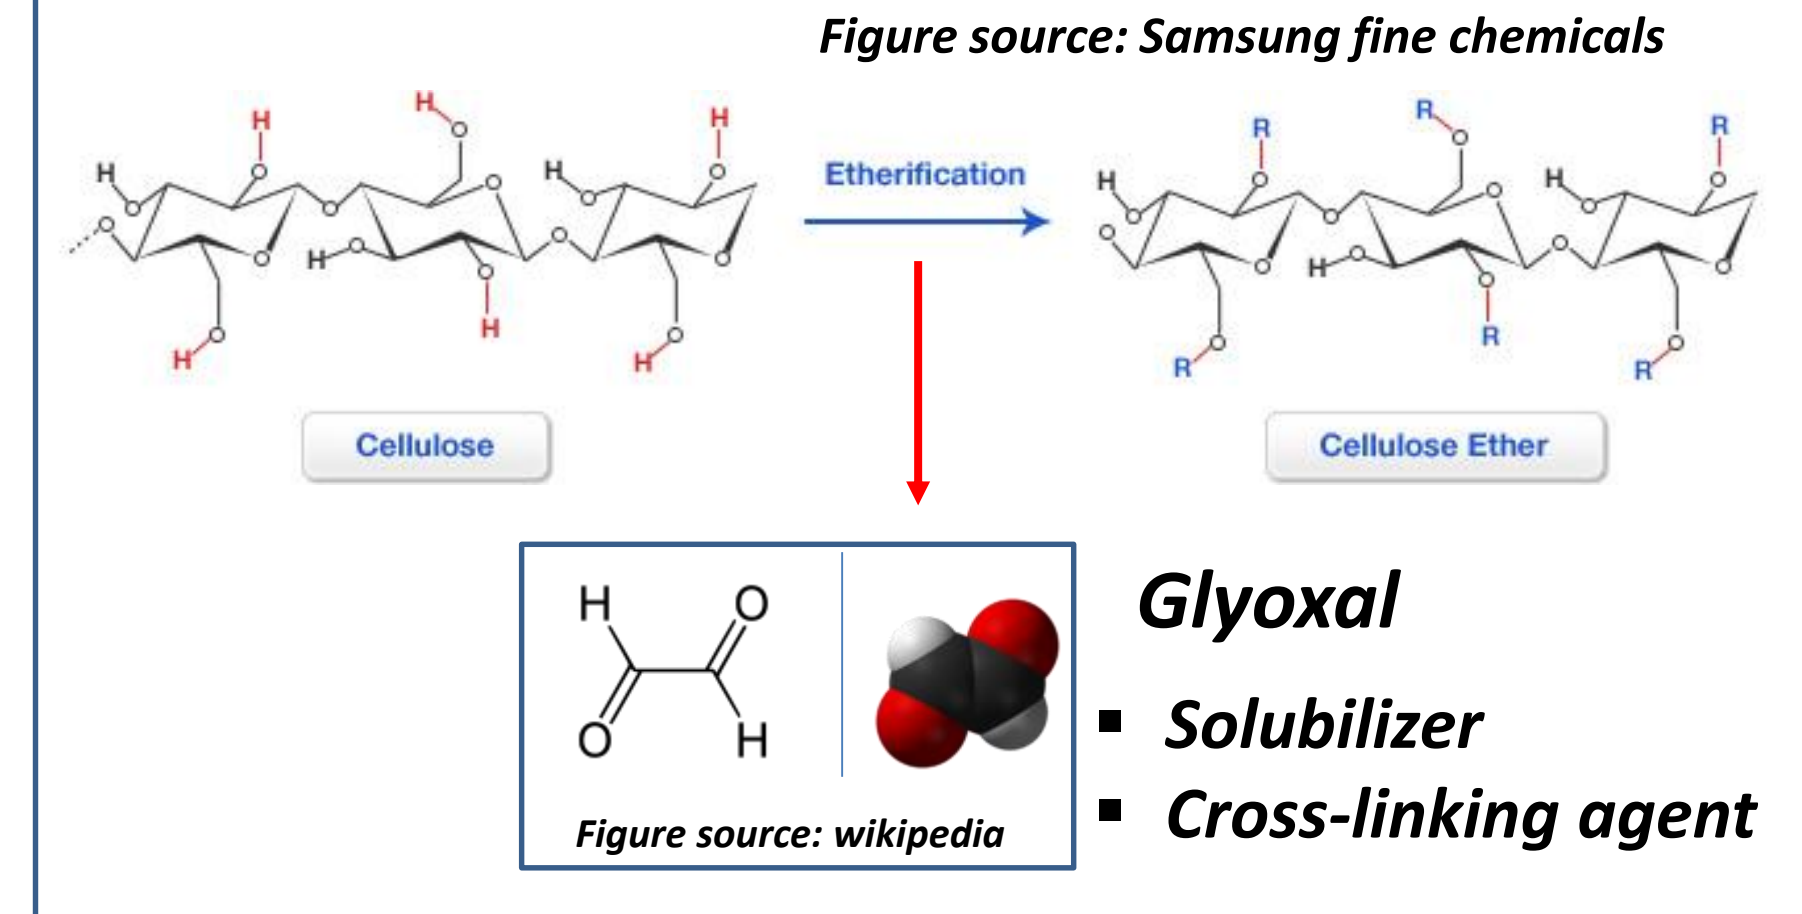 Figure source: Samsung fine chemicals
H H H
H H
O O O O O O O O O
H
O O O O
H
H O O H
H
R R R
H H
O O O O O O O O O
Etherification
H
O O O O
R
R O O R
R
Cellulose
Cellulose Ether
H O
O H
Figure source: wikipedia
Glyoxal
▪ Solubilizer
▪ Cross-linking agent